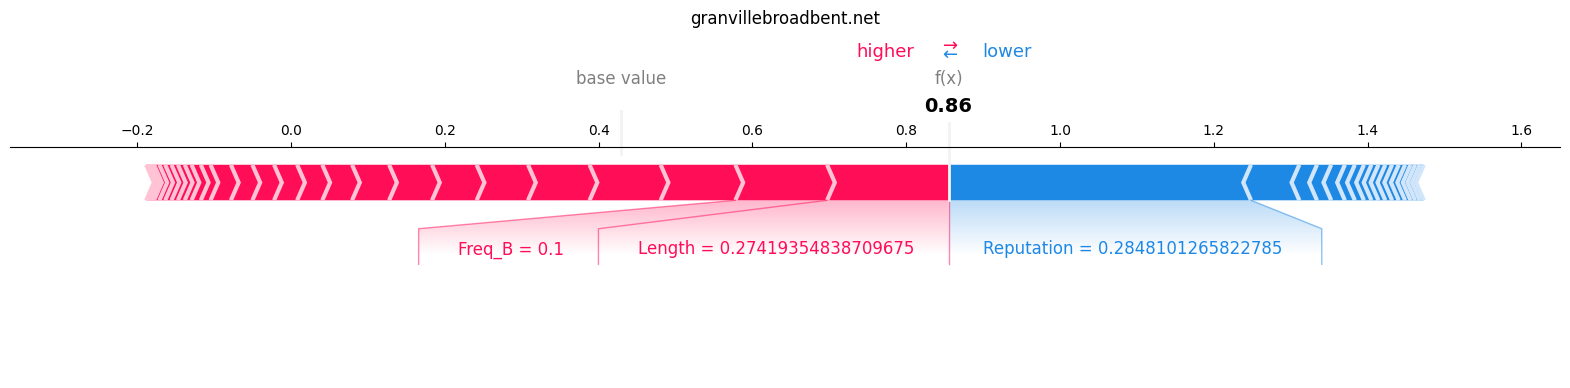 granvillebroadbent.net
higher ⇄ lower
base value f(x)
0.86
−0.2 0.0 0.2 0.4 0.6 0.8 1.0 1.2 1.4 1.6
Freq_B = 0.1 Length = 0.27419354838709675 Reputation = 0.2848101265822785